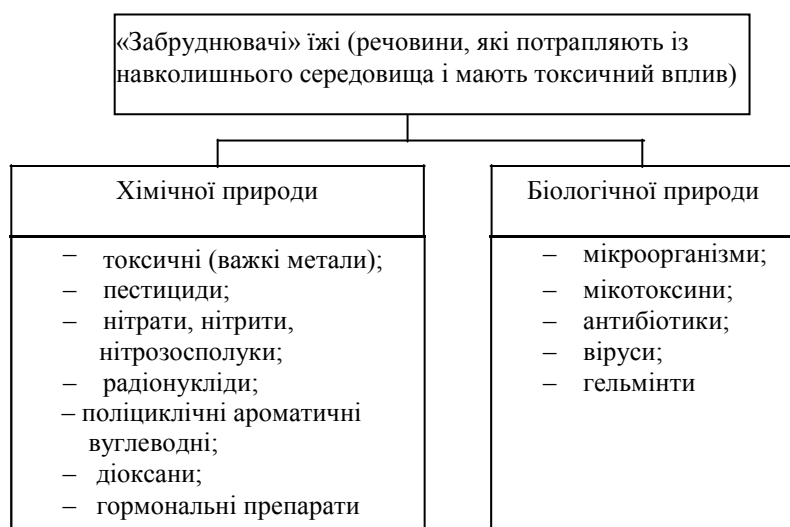 «Забруднювачі» їжі (речовини, які потрапляють із
навколишнього середовища і мають токсичний вплив)
Хімічної природи
– токсичні (важкі метали);
– пестициди;
– нітрати, нітрити,
нітрозосполуки;
– радіонукліди;
– поліциклічні ароматичні
вуглеводні;
– діоксани;
– гормональні препарати
Біологічної природи
– мікроорганізми;
– мікотоксини;
– антибіотики;
– віруси;
– гельмінти